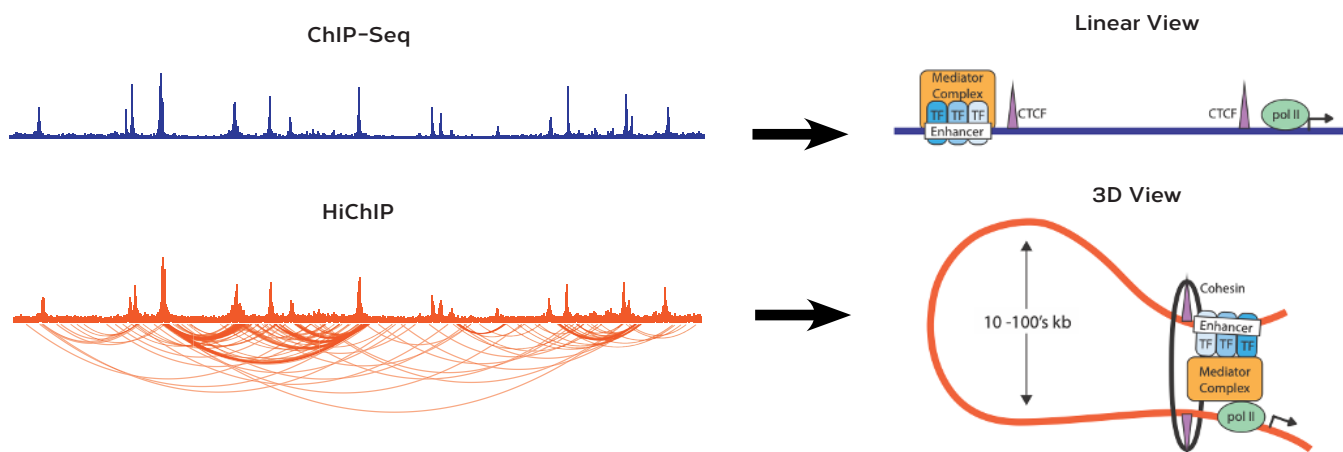 ChIP-Seq
Linear View
Mediator
Complex
TF TF TF
Enhancer
CTCF
CTCF
pol II
HiChIP
3D View
10 -100's kb
Cohesin
Enhancer
TF TF TF
Mediator
Complex
pol II